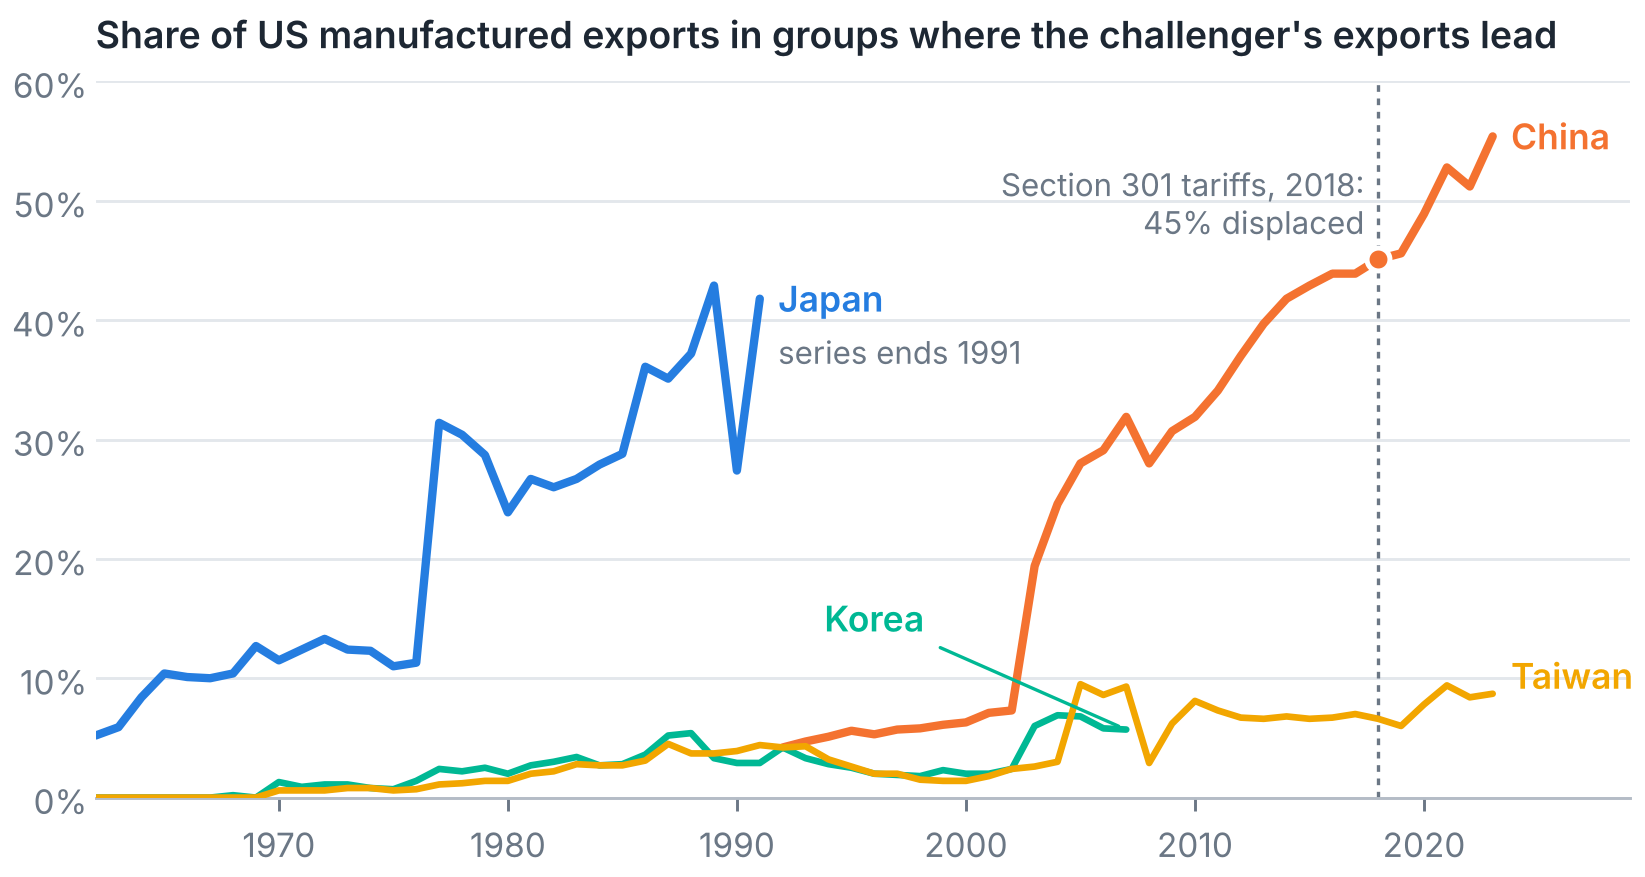 Share of US manufactured exports in groups where the challenger's exports lead
60%
50%
40%
30%
20%
10%
0%
China
Section 301 tariffs, 2018:
45% displaced
Japan
series ends 1991
Korea
Taiwan
1970
1980
1990
2000
2010
2020